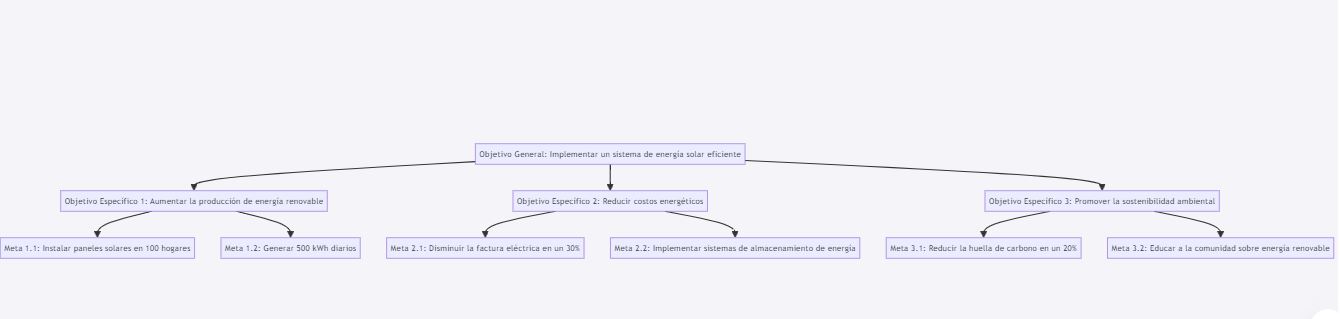 Objetivo General: Implementar un sistema de energía solar eficiente
Objetivo Específico 1: Aumentar la producción de energía renovable
Objetivo Específico 2: Reducir costos energéticos
Objetivo Específico 3: Promover la sostenibilidad ambiental
Meta 1.1: Instalar paneles solares en 100 hogares
Meta 1.2: Generar 500 kWh diarios
Meta 2.1: Disminuir la factura eléctrica en un 30%
Meta 2.2: Implementar sistemas de almacenamiento de energía
Meta 3.1: Reducir la huella de carbono en un 20%
Meta 3.2: Educar a la comunidad sobre energía renovable